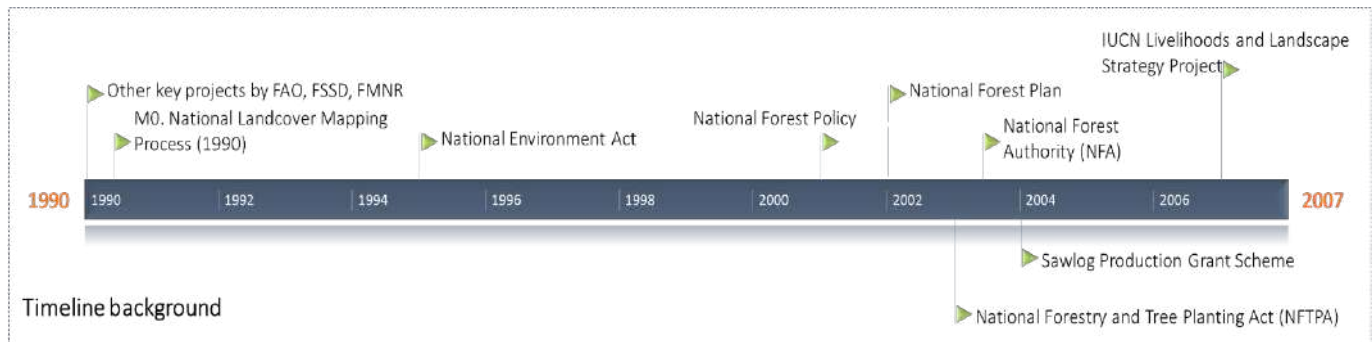 IUCN Livelihoods and Landscape
Strategy Project
Other key projects by FAO, FSSD, FMNR
National Forest Plan
M0. National Landcover Mapping
Process (1990)
National Environment Act
National Forest Policy
National Forest
Authority (NFA)
1990
1990
1992
1994
1996
1998
2000
2002
2004
2006
2007
Sawlog Production Grant Scheme
Timeline background
National Forestry and Tree Planting Act (NFTPA)